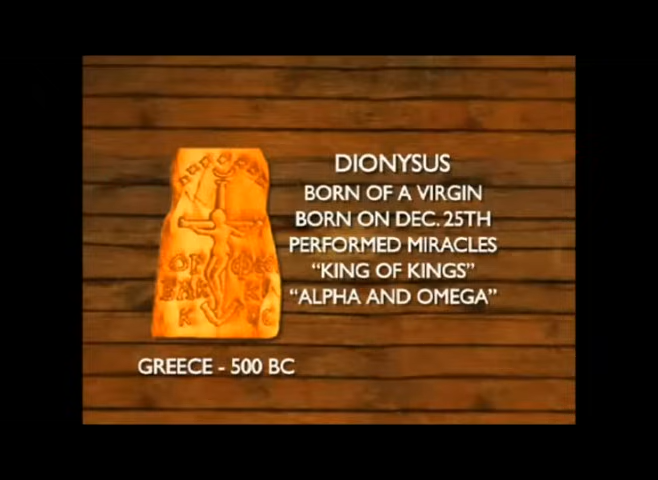 DIONYSUS
BORN OF A VIRGIN
BORN ON DEC. 25TH
PERFORMED MIRACLES
“KING OF KINGS”
“ALPHA AND OMEGA”
GREECE - 500 BC